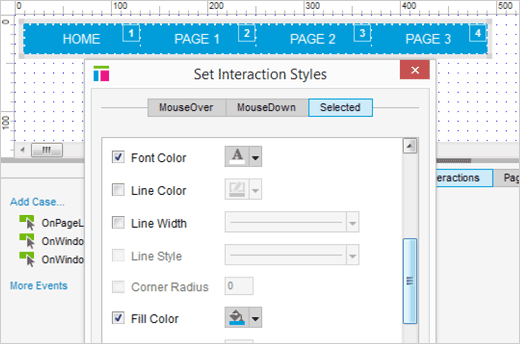 0 100 200 300 400 500
HOME 1 PAGE 1 2 PAGE 2 3 PAGE 3 4
Set Interaction Styles
MouseOver MouseDown Selected
100
Font Color
Line Color
eractions
Add Case...
OnPageL
Line Width
OnWindo
Line Style
OnWindo
More Events
Corner Radius 0
Fill Color